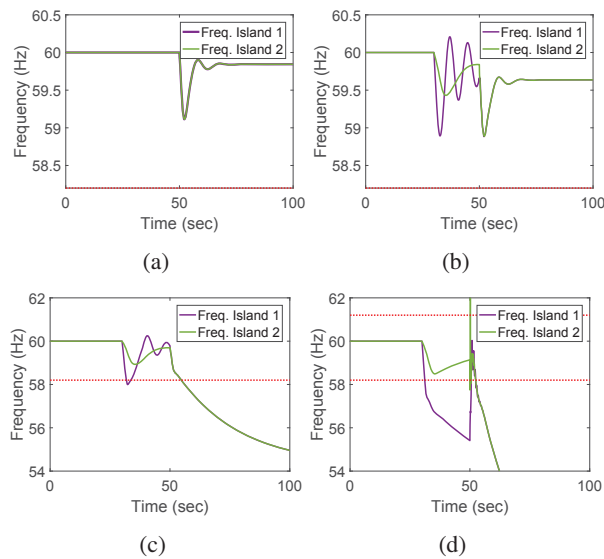 60.5
60
59.5
59
58.5
0
50
100
Frequency (Hz)
Time (sec)
Freq. Island 1
Freq. Island 2
(a)
60.5
60
59.5
59
58.5
0
50
100
Frequency (Hz)
Time (sec)
Freq. Island 1
Freq. Island 2
(b)
62
60
58
56
54
0
50
100
Frequency (Hz)
Time (sec)
Freq. Island 1
Freq. Island 2
(c)
62
60
58
56
54
0
50
100
Frequency (Hz)
Time (sec)
Freq. Island 1
Freq. Island 2
(d)